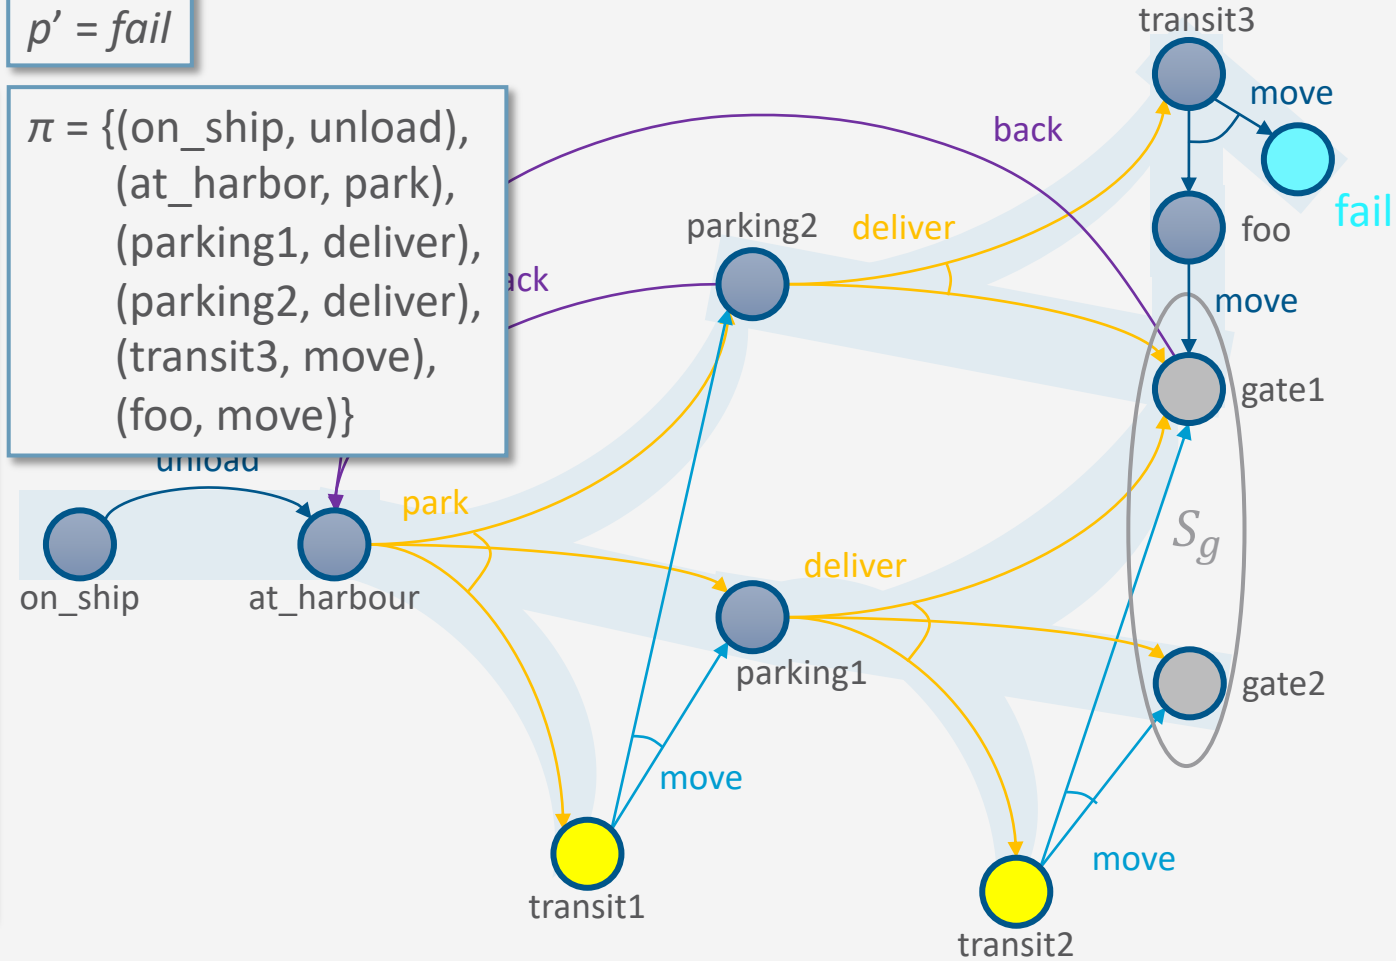 p' = fail
π = {(on_ship, unload),
(at_harbor, park),
(parking1, deliver),
(parking2, deliver),
(transit3, move),
(foo, move)}
transit3
move
back
fail
foo
parking2
deliver
ack
move
gate1
unload
park
S_g
on_ship
at_harbour
deliver
parking1
gate2
move
move
transit1
transit2